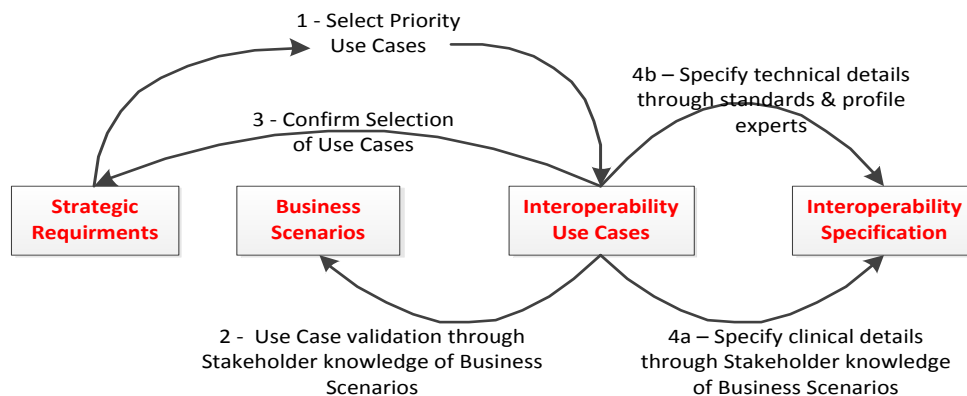 1 - Select Priority
Use Cases
4b – Specify technical details
through standards & profile
experts
3 - Confirm Selection
of Use Cases
Strategic
Requirments
Business
Scenarios
Interoperability
Use Cases
Interoperability
Specification
2 - Use Case validation through
Stakeholder knowledge of Business
Scenarios
4a – Specify clinical details
through Stakeholder knowledge
of Business Scenarios